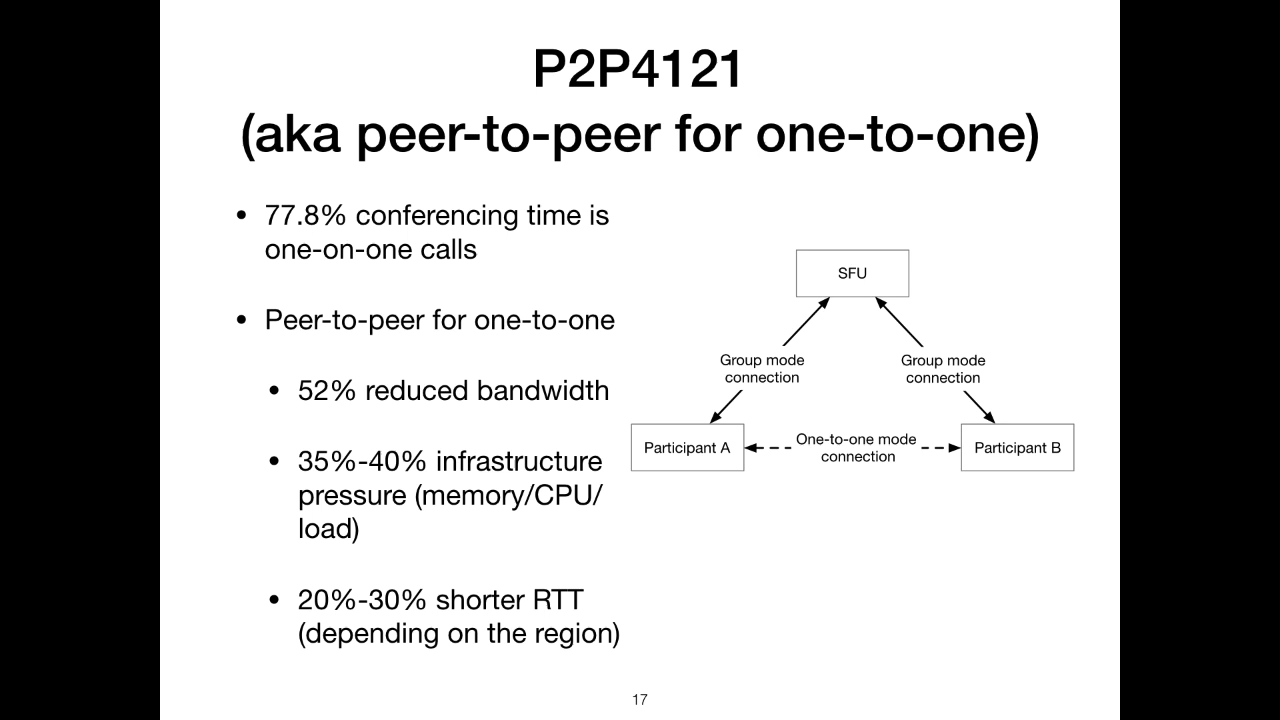 P2P4121
(aka peer-to-peer for one-to-one)
• 77.8% conferencing time is
one-on-one calls
• Peer-to-peer for one-to-one
• 52% reduced bandwidth
• 35%-40% infrastructure
pressure (memory/CPU/
load)
• 20%-30% shorter RTT
(depending on the region)
SFU
Group mode
connection
Group mode
connection
Participant A
One-to-one mode
connection
Participant B
17